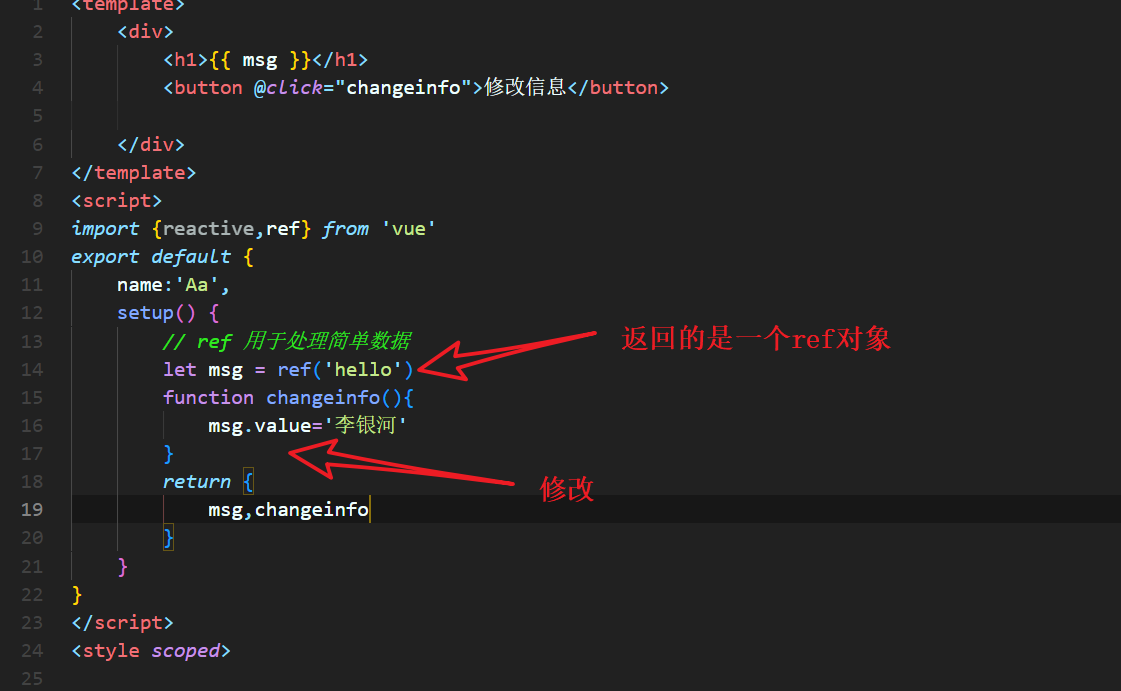 1 <template>
2 <div>
3 <h1>{{ msg }}</h1>
4 <button @click="changeinfo">修改信息</button>
5
6 </div>
7 </template>
8 <script>
9 import {reactive,ref} from 'vue'
10 export default {
11 name:'Aa',
12 setup() {
13 // ref 用于处理简单数据
返回的是一个ref对象
14 let msg = ref('hello')
15 function changeinfo(){
16 msg.value='李银河'
17 }
18 return {
修改
19 msg,changeinfo
20 }
21 }
22 }
23 </script>
24 <style scoped>
25